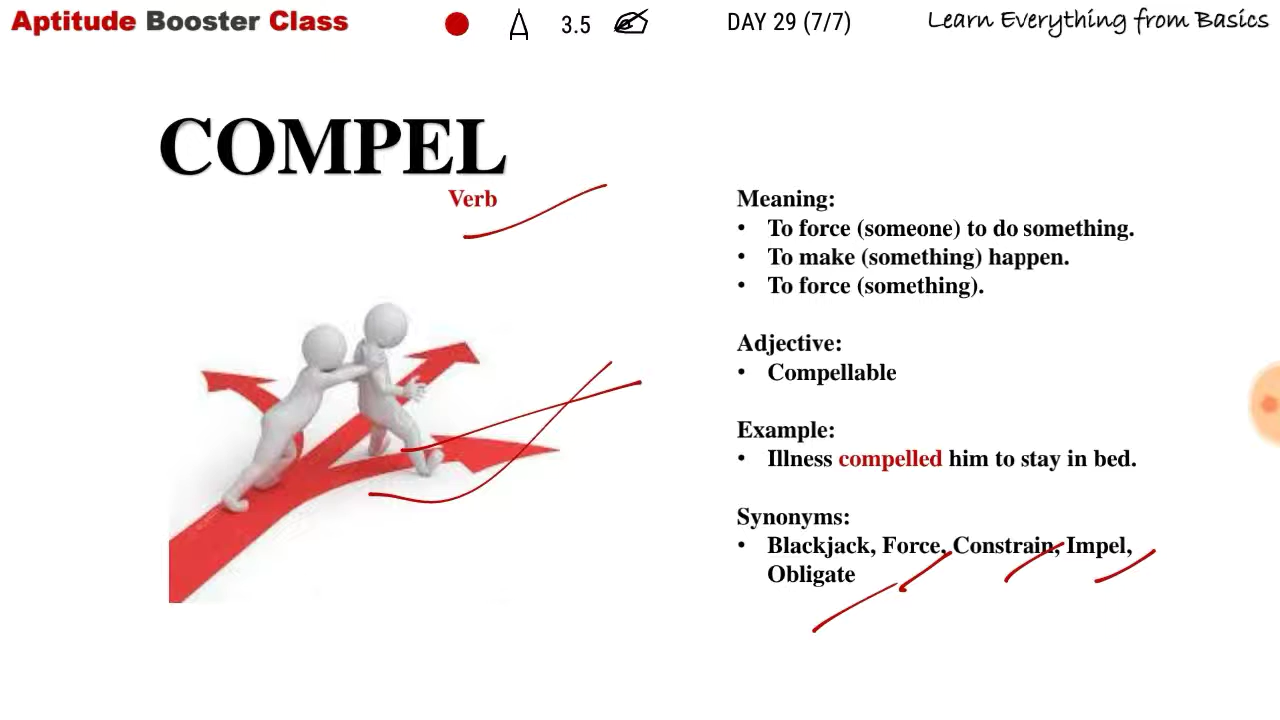 Aptitude Booster Class 3.5 DAY 29 (7/7) Learn Everything from Basics
COMPEL
Verb
Meaning:
• To force (someone) to do something.
• To make (something) happen.
• To force (something).
Adjective:
• Compellable
Example:
• Illness compelled him to stay in bed.
Synonyms:
• Blackjack, Force, Constrain, Impel,
Obligate